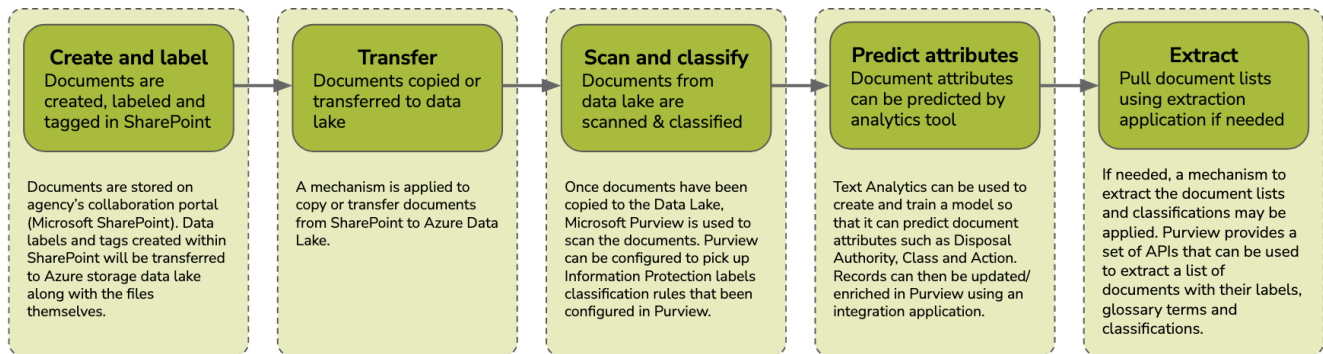 Create and label
Documents are
created, labeled and
tagged in SharePoint
Transfer
Documents copied or
transferred to data
lake
Scan and classify
Documents from
data lake are
scanned & classified
Predict attributes
Document attributes
can be predicted by
analytics tool
Extract
Pull document lists
using extraction
application if needed
Documents are stored on
agency's collaboration portal
(Microsoft SharePoint). Data
labels and tags created within
SharePoint will be transferred
to Azure storage data lake
along with the files
themselves.
A mechanism is applied to
copy or transfer documents
from SharePoint to Azure Data
Lake.
Once documents have been
copied to the Data Lake,
Microsoft Purview is used to
scan the documents. Purview
can be configured to pick up
Information Protection labels
classification rules that been
configured in Purview.
Text Analytics can be used to
create and train a model so
that it can predict document
attributes such as Disposal
Authority, Class and Action.
Records can then be updated/
enriched in Purview using an
integration application.
If needed, a mechanism to
extract the document lists
and classifications may be
applied. Purview provides a
set of APIs that can be used
to extract a list of
documents with their labels,
glossary terms and
classifications.